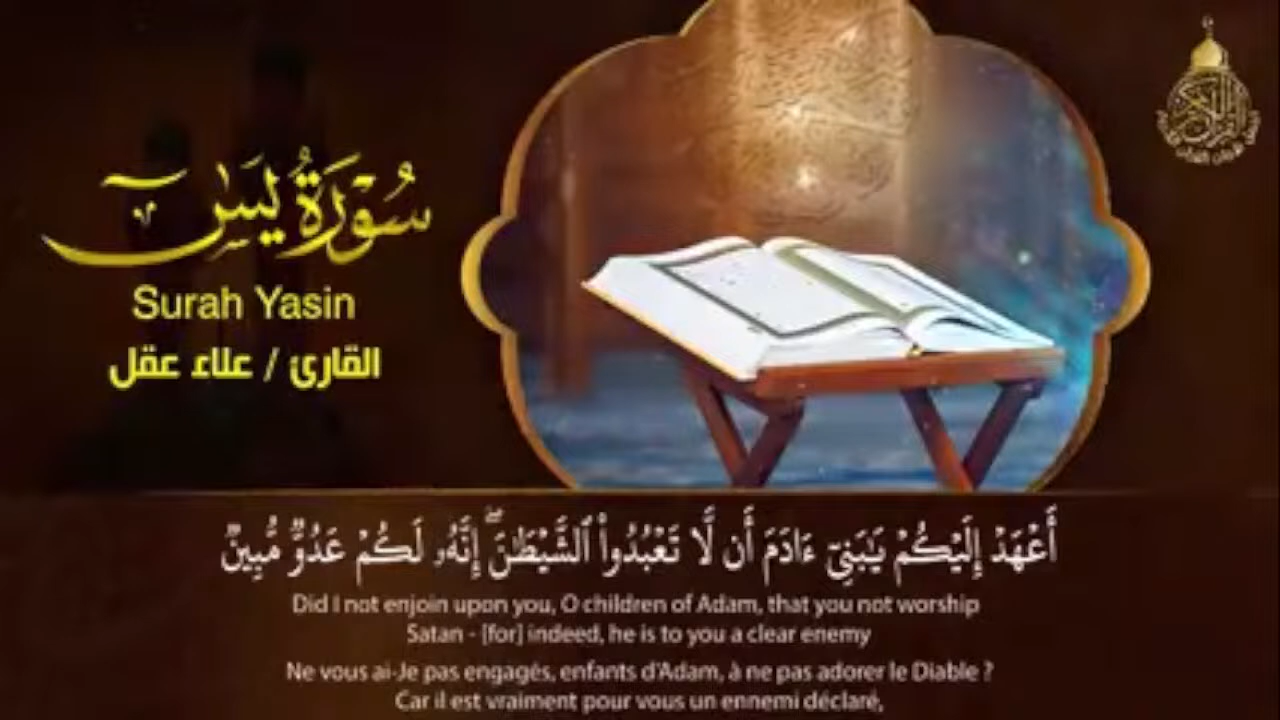 سُورَةُ يسٓ
Surah Yasin
القارئ / علاء عقل
أَعْهَدْ إِلَيْكُمْ يَٰبَنِىٓ ءَادَمَ أَن لَّا تَعْبُدُوا۟ ٱلشَّيْطَٰنَ ۖ إِنَّهُۥ لَكُمْ عَدُوٌّ مُّبِينٌ
Did I not enjoin upon you, O children of Adam, that you not worship
Satan - [for] indeed, he is to you a clear enemy
Ne vous ai-Je pas engagés, enfants d'Adam, à ne pas adorer le Diable ?
Car il est vraiment pour vous un ennemi déclaré,